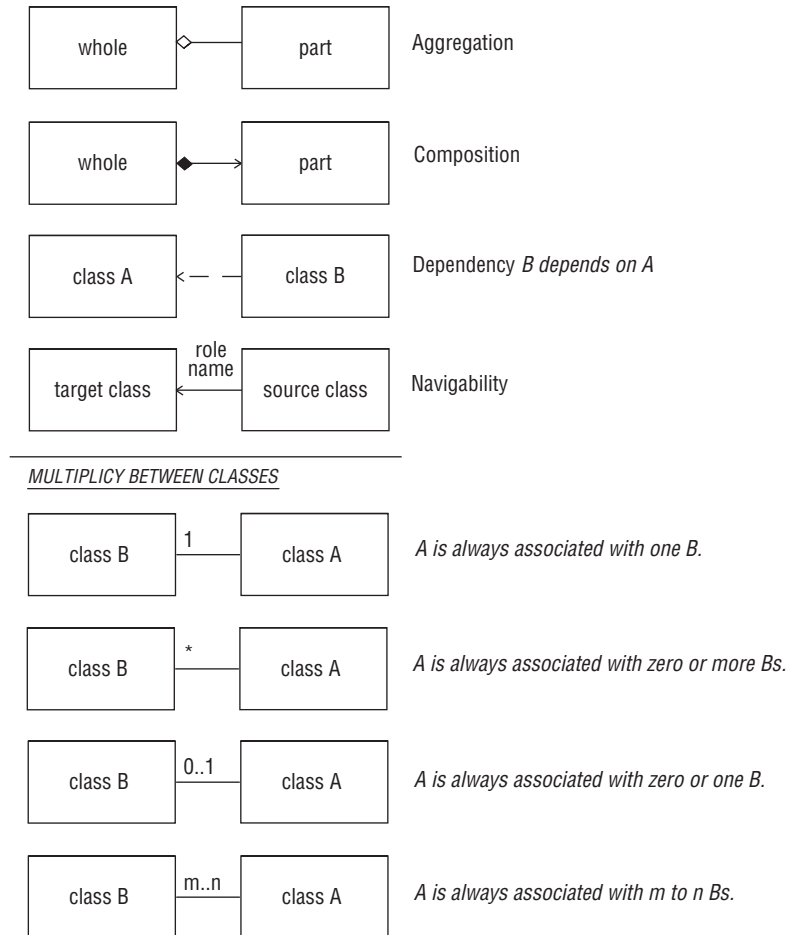 whole
part
Aggregation
whole
part
Composition
class A
class B
Dependency B depends on A
role
name
target class
source class
Navigability
MULTIPLICY BETWEEN CLASSES
class B
1
class A
A is always associated with one B.
class B
*
class A
A is always associated with zero or more Bs.
class B
0..1
class A
A is always associated with zero or one B.
class B
m..n
class A
A is always associated with m to n Bs.